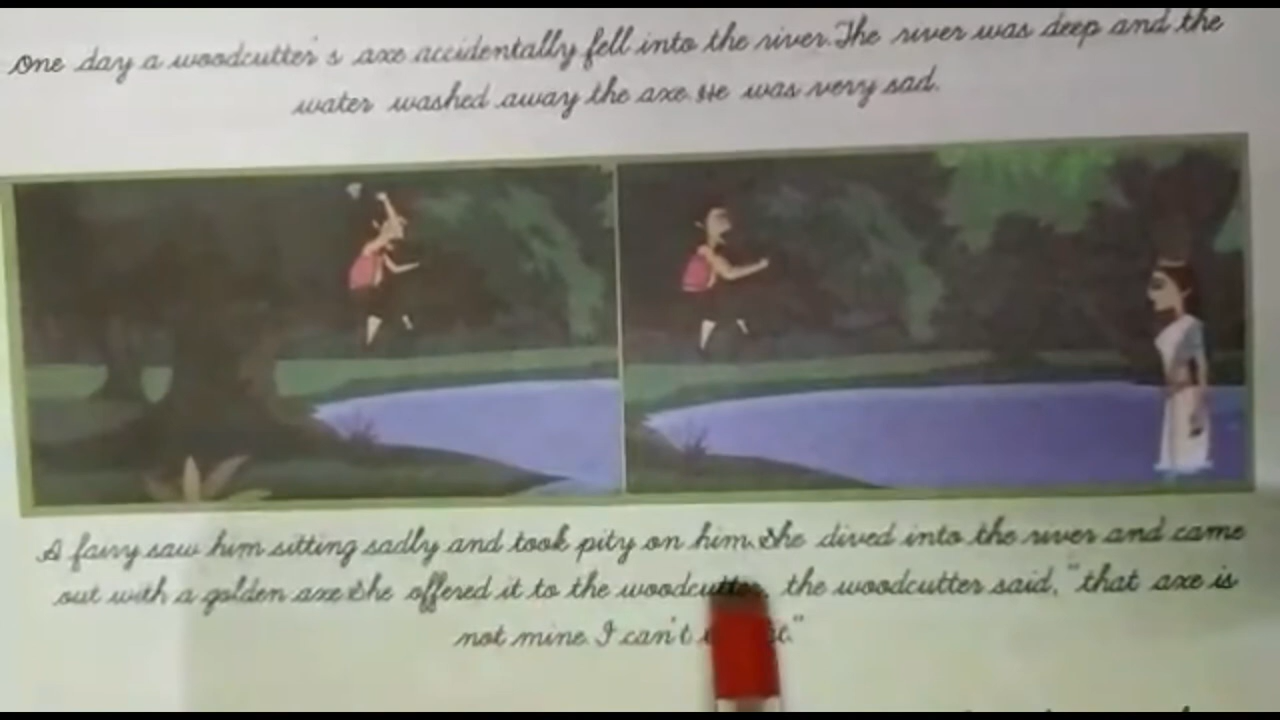 One day a woodcutter's axe accidentally fell into the river. The river was deep and the
water washed away the axe. He was very sad.
A fairy saw him sitting sadly and took pity on him. She dived into the river and came
out with a golden axe. She offered it to the woodcutter, the woodcutter said, "that axe is
not mine. I can't it."